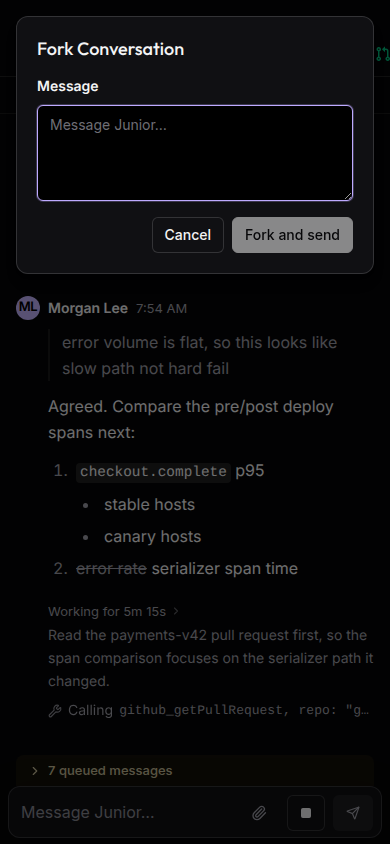 Fork Conversation
Message
Message Junior...
Cancel
Fork and send
ML
Morgan Lee 7:54 AM
error volume is flat, so this looks like
slow path not hard fail
Agreed. Compare the pre/post deploy
spans next:
1. checkout.complete p95
• stable hosts
• canary hosts
2. error rate serializer span time
Working for 5m 15s
Read the payments-v42 pull request first, so the
span comparison focuses on the serializer path it
changed.
Calling github_getPullRequest, repo: "g…
7 queued messages
Message Junior...